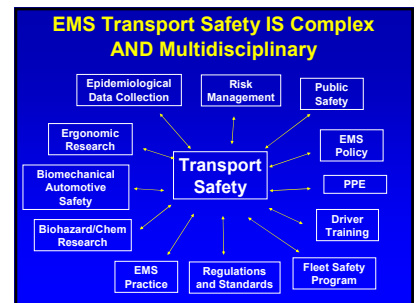 EMS Transport Safety IS Complex
AND Multidisciplinary
Epidemiological
Data Collection
Risk
Management
Public
Safety
Ergonomic
Research
EMS
Policy
Transport
Safety
Biomechanical
Automotive
Safety
PPE
Biohazard/Chem
Research
Driver
Training
EMS
Practice
Regulations
and Standards
Fleet Safety
Program